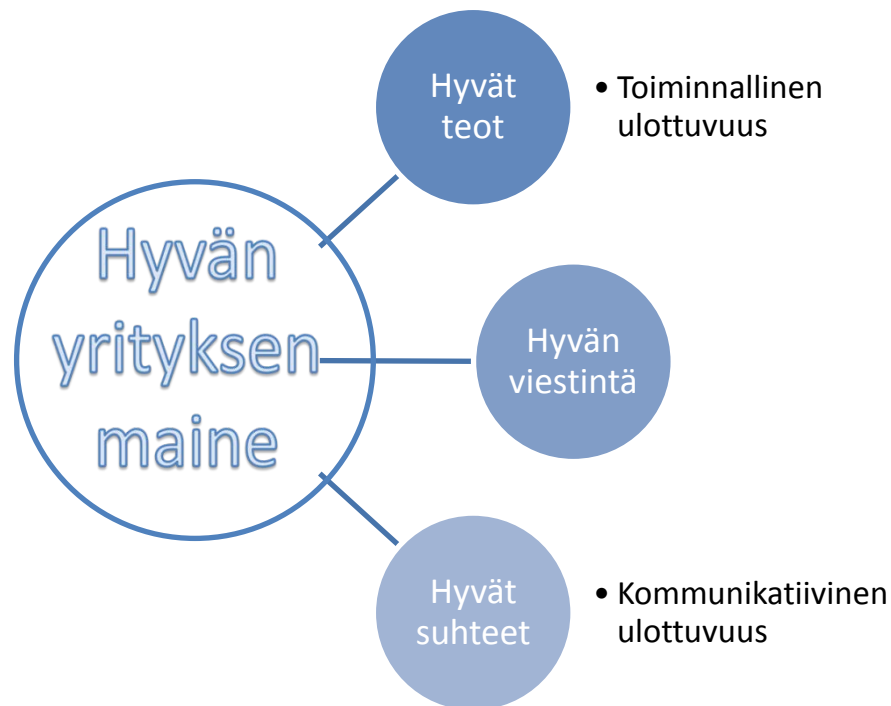 Hyvän
yrityksen
maine
Hyvät
teot
• Toiminnallinen
ulottuvuus
Hyvän
viestintä
Hyvät
suhteet
• Kommunikatiivinen
ulottuvuus